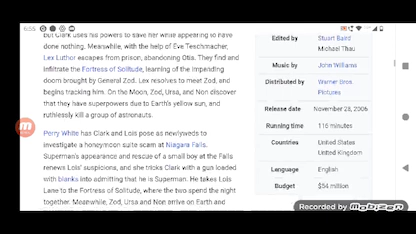 6:55
but Clark uses his powers to save her while appearing to have
done nothing. Meanwhile, with the help of Eve Teschmacher,
Lex Luthor escapes from prison, abandoning Otis. They find and
infiltrate the Fortress of Solitude, learning of the impending
doom brought by General Zod. Lex resolves to meet Zod, and
begins tracking him. On the Moon, Zod, Ursa, and Non discover
that they have superpowers due to Earth's yellow sun, and
ruthlessly kill a group of astronauts.
Perry White has Clark and Lois pose as newlyweds to
investigate a honeymoon suite scam at Niagara Falls.
Superman's appearance and rescue of a small boy at the Falls
renews Lois' suspicions, and she tricks Clark with a gun loaded
with blanks into admitting that he is Superman. He takes Lois
Lane to the Fortress of Solitude, where the two spend the night
together. Meanwhile, Zod, Ursa and Non arrive on Earth and
Edited by Stuart Baird
Michael Thau
Music by John Williams
Distributed by Warner Bros.
Pictures
Release date November 28, 2006
Running time 116 minutes
Countries United States
United Kingdom
Language English
Budget $54 million
Recorded by Mobizen